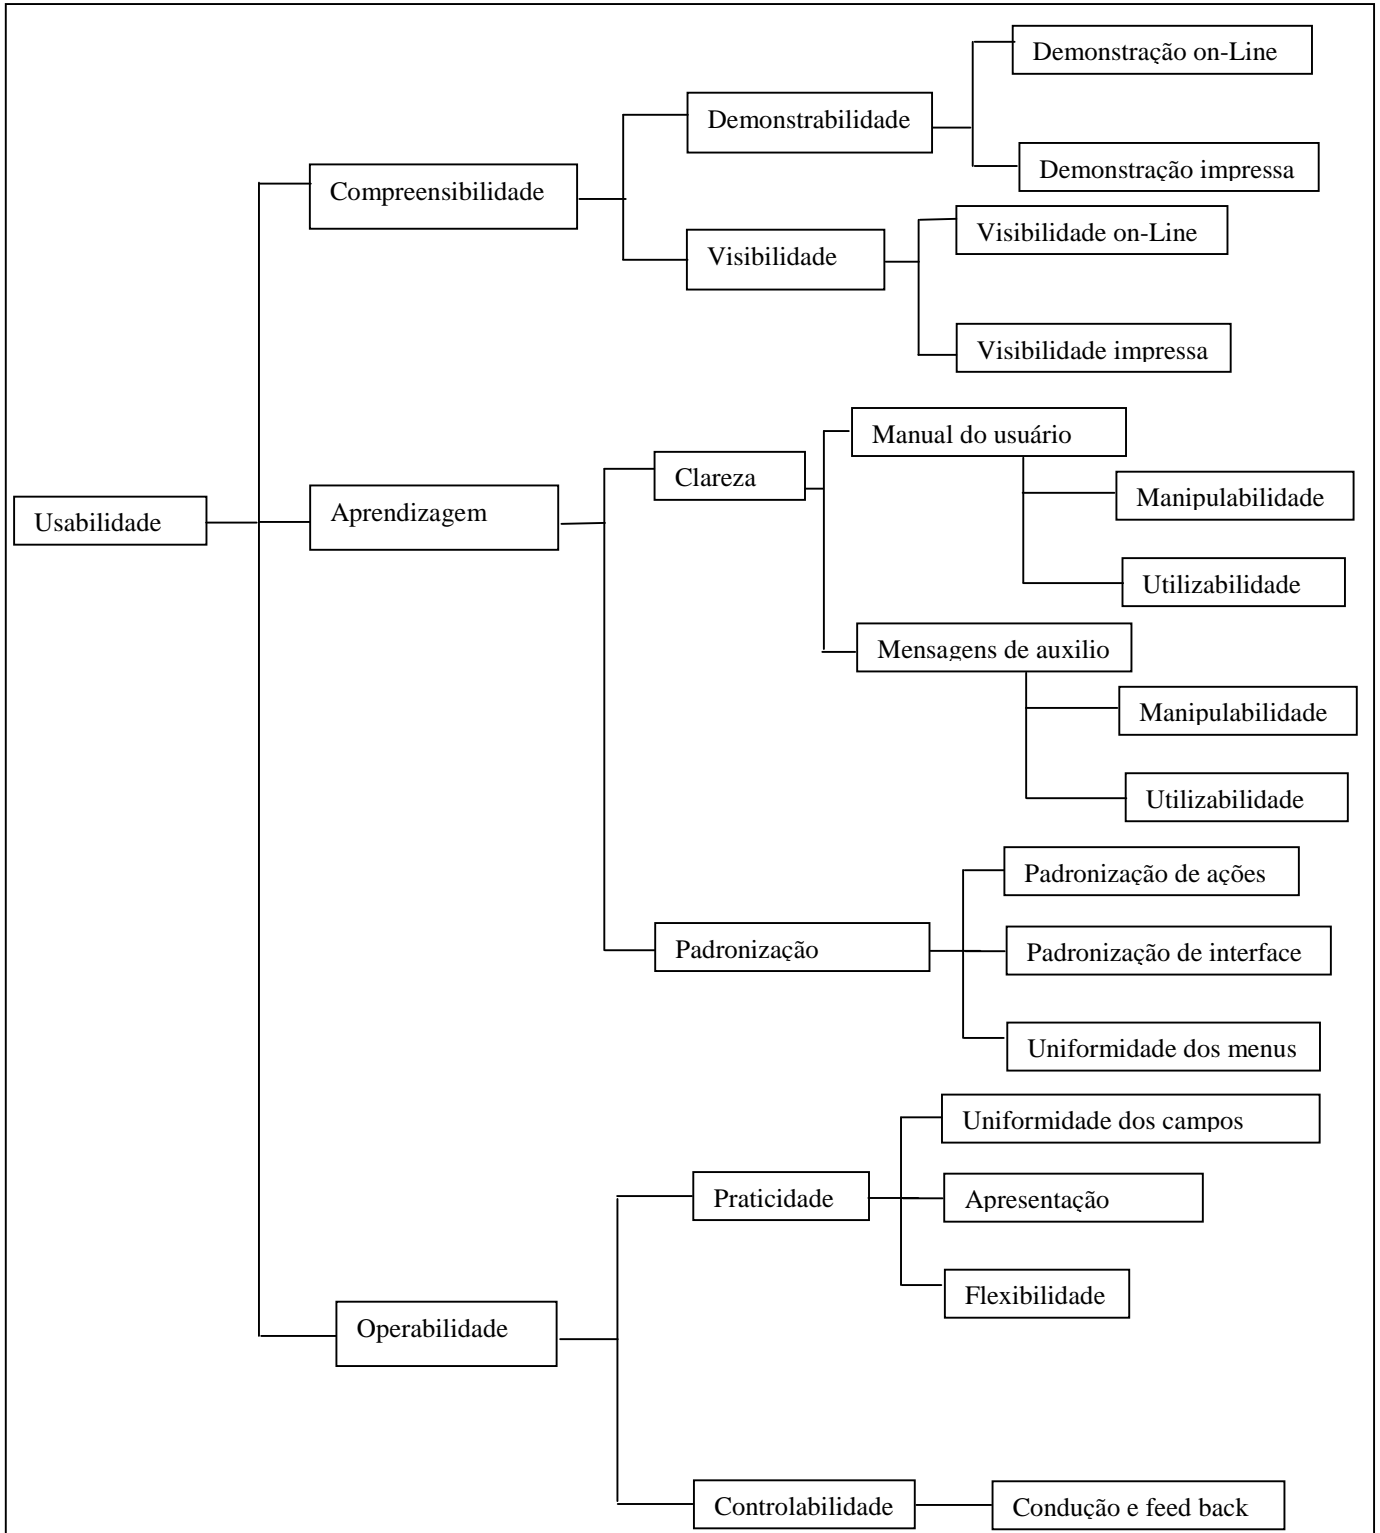 Demonstração on-Line
Demonstrabilidade
Demonstração impressa
Compreensibilidade
Visibilidade on-Line
Visibilidade
Visibilidade impressa
Manual do usuário
Clareza
Manipulabilidade
Aprendizagem
Usabilidade
Utilizabilidade
Mensagens de auxilio
Manipulabilidade
Utilizabilidade
Padronização de ações
Padronização
Padronização de interface
Uniformidade dos menus
Uniformidade dos campos
Praticidade
Apresentação
Flexibilidade
Operabilidade
Controlabilidade
Condução e feed back